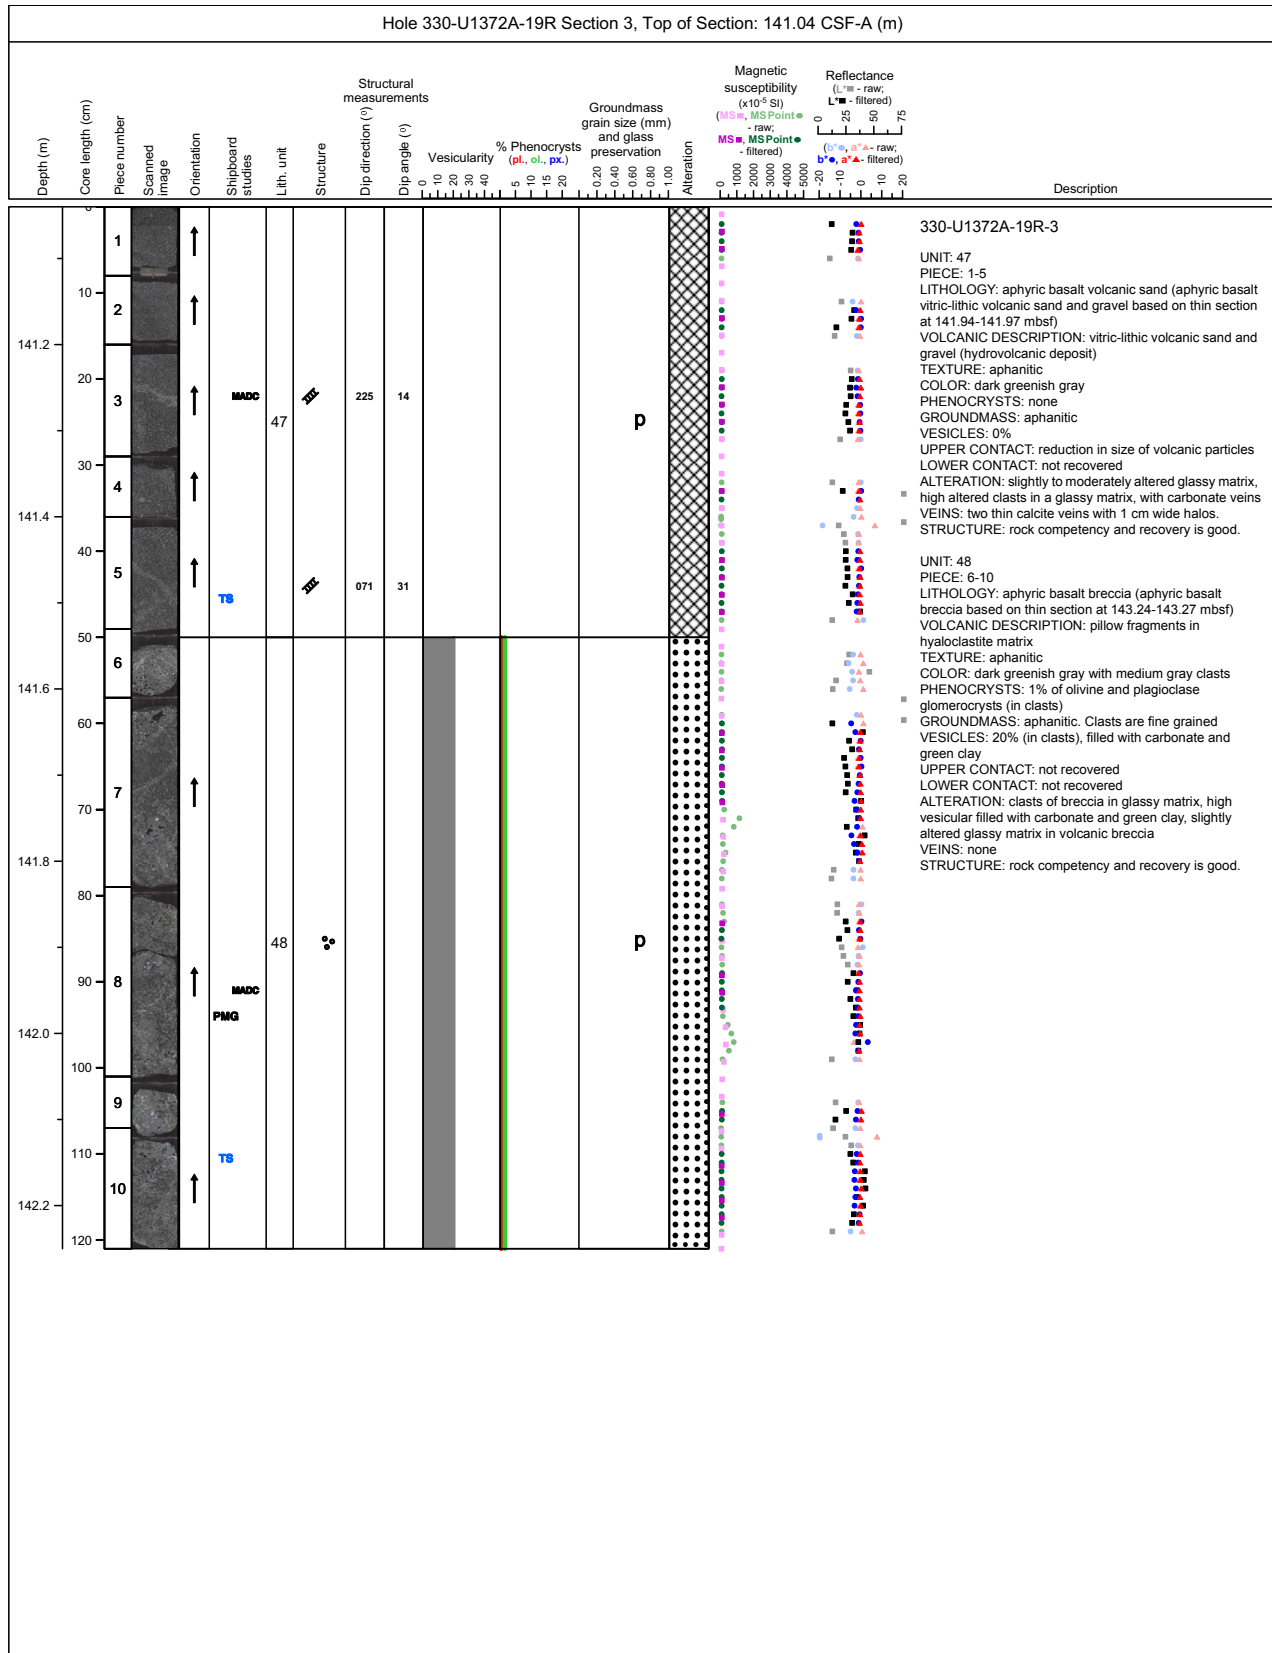 Hole 330-U1372A-19R Section 3, Top of Section: 141.04 CSF-A (m)
Depth (m)
Core length (cm)
Piece number
Scanned image
Orientation
Shipboard studies
Lith. unit
Structure
Structural measurements
Dip direction (º)
Dip angle (º)
Vesicularity
0 10 20 30 40
% Phenocrysts
(pl., ol., px.)
5 10 15 20
Groundmass
grain size (mm)
and glass
preservation
0.20 0.40 0.60 0.80 1.00
Alteration
Magnetic
susceptibility
(x10⁻⁵ SI)
(MS, MSPoint
- raw;
MS, MSPoint
- filtered)
0 1000 2000 3000 4000 5000
Reflectance
(L* - raw;
L* - filtered)
0 25 50 75
(b*, a* - raw;
b*, a* - filtered)
-20 -10 0 10 20
Description
0
10
20
30
40
50
60
70
80
90
100
110
120
141.2
141.4
141.6
141.8
142.0
142.2
1
2
3
4
5
6
7
8
9
10
MADC
TS
MADC
PMG
TS
47
48
225 14
071 31
p
p
330-U1372A-19R-3
UNIT: 47
PIECE: 1-5
LITHOLOGY: aphyric basalt volcanic sand (aphyric basalt
vitric-lithic volcanic sand and gravel based on thin section
at 141.94-141.97 mbsf)
VOLCANIC DESCRIPTION: vitric-lithic volcanic sand and
gravel (hydrovolcanic deposit)
TEXTURE: aphanitic
COLOR: dark greenish gray
PHENOCRYSTS: none
GROUNDMASS: aphanitic
VESICLES: 0%
UPPER CONTACT: reduction in size of volcanic particles
LOWER CONTACT: not recovered
ALTERATION: slightly to moderately altered glassy matrix,
high altered clasts in a glassy matrix, with carbonate veins
VEINS: two thin calcite veins with 1 cm wide halos.
STRUCTURE: rock competency and recovery is good.
UNIT: 48
PIECE: 6-10
LITHOLOGY: aphyric basalt breccia (aphyric basalt
breccia based on thin section at 143.24-143.27 mbsf)
VOLCANIC DESCRIPTION: pillow fragments in
hyaloclastite matrix
TEXTURE: aphanitic
COLOR: dark greenish gray with medium gray clasts
PHENOCRYSTS: 1% of olivine and plagioclase
glomerocrysts (in clasts)
GROUNDMASS: aphanitic. Clasts are fine grained
VESICLES: 20% (in clasts), filled with carbonate and
green clay
UPPER CONTACT: not recovered
LOWER CONTACT: not recovered
ALTERATION: clasts of breccia in glassy matrix, high
vesicular filled with carbonate and green clay, slightly
altered glassy matrix in volcanic breccia
VEINS: none
STRUCTURE: rock competency and recovery is good.